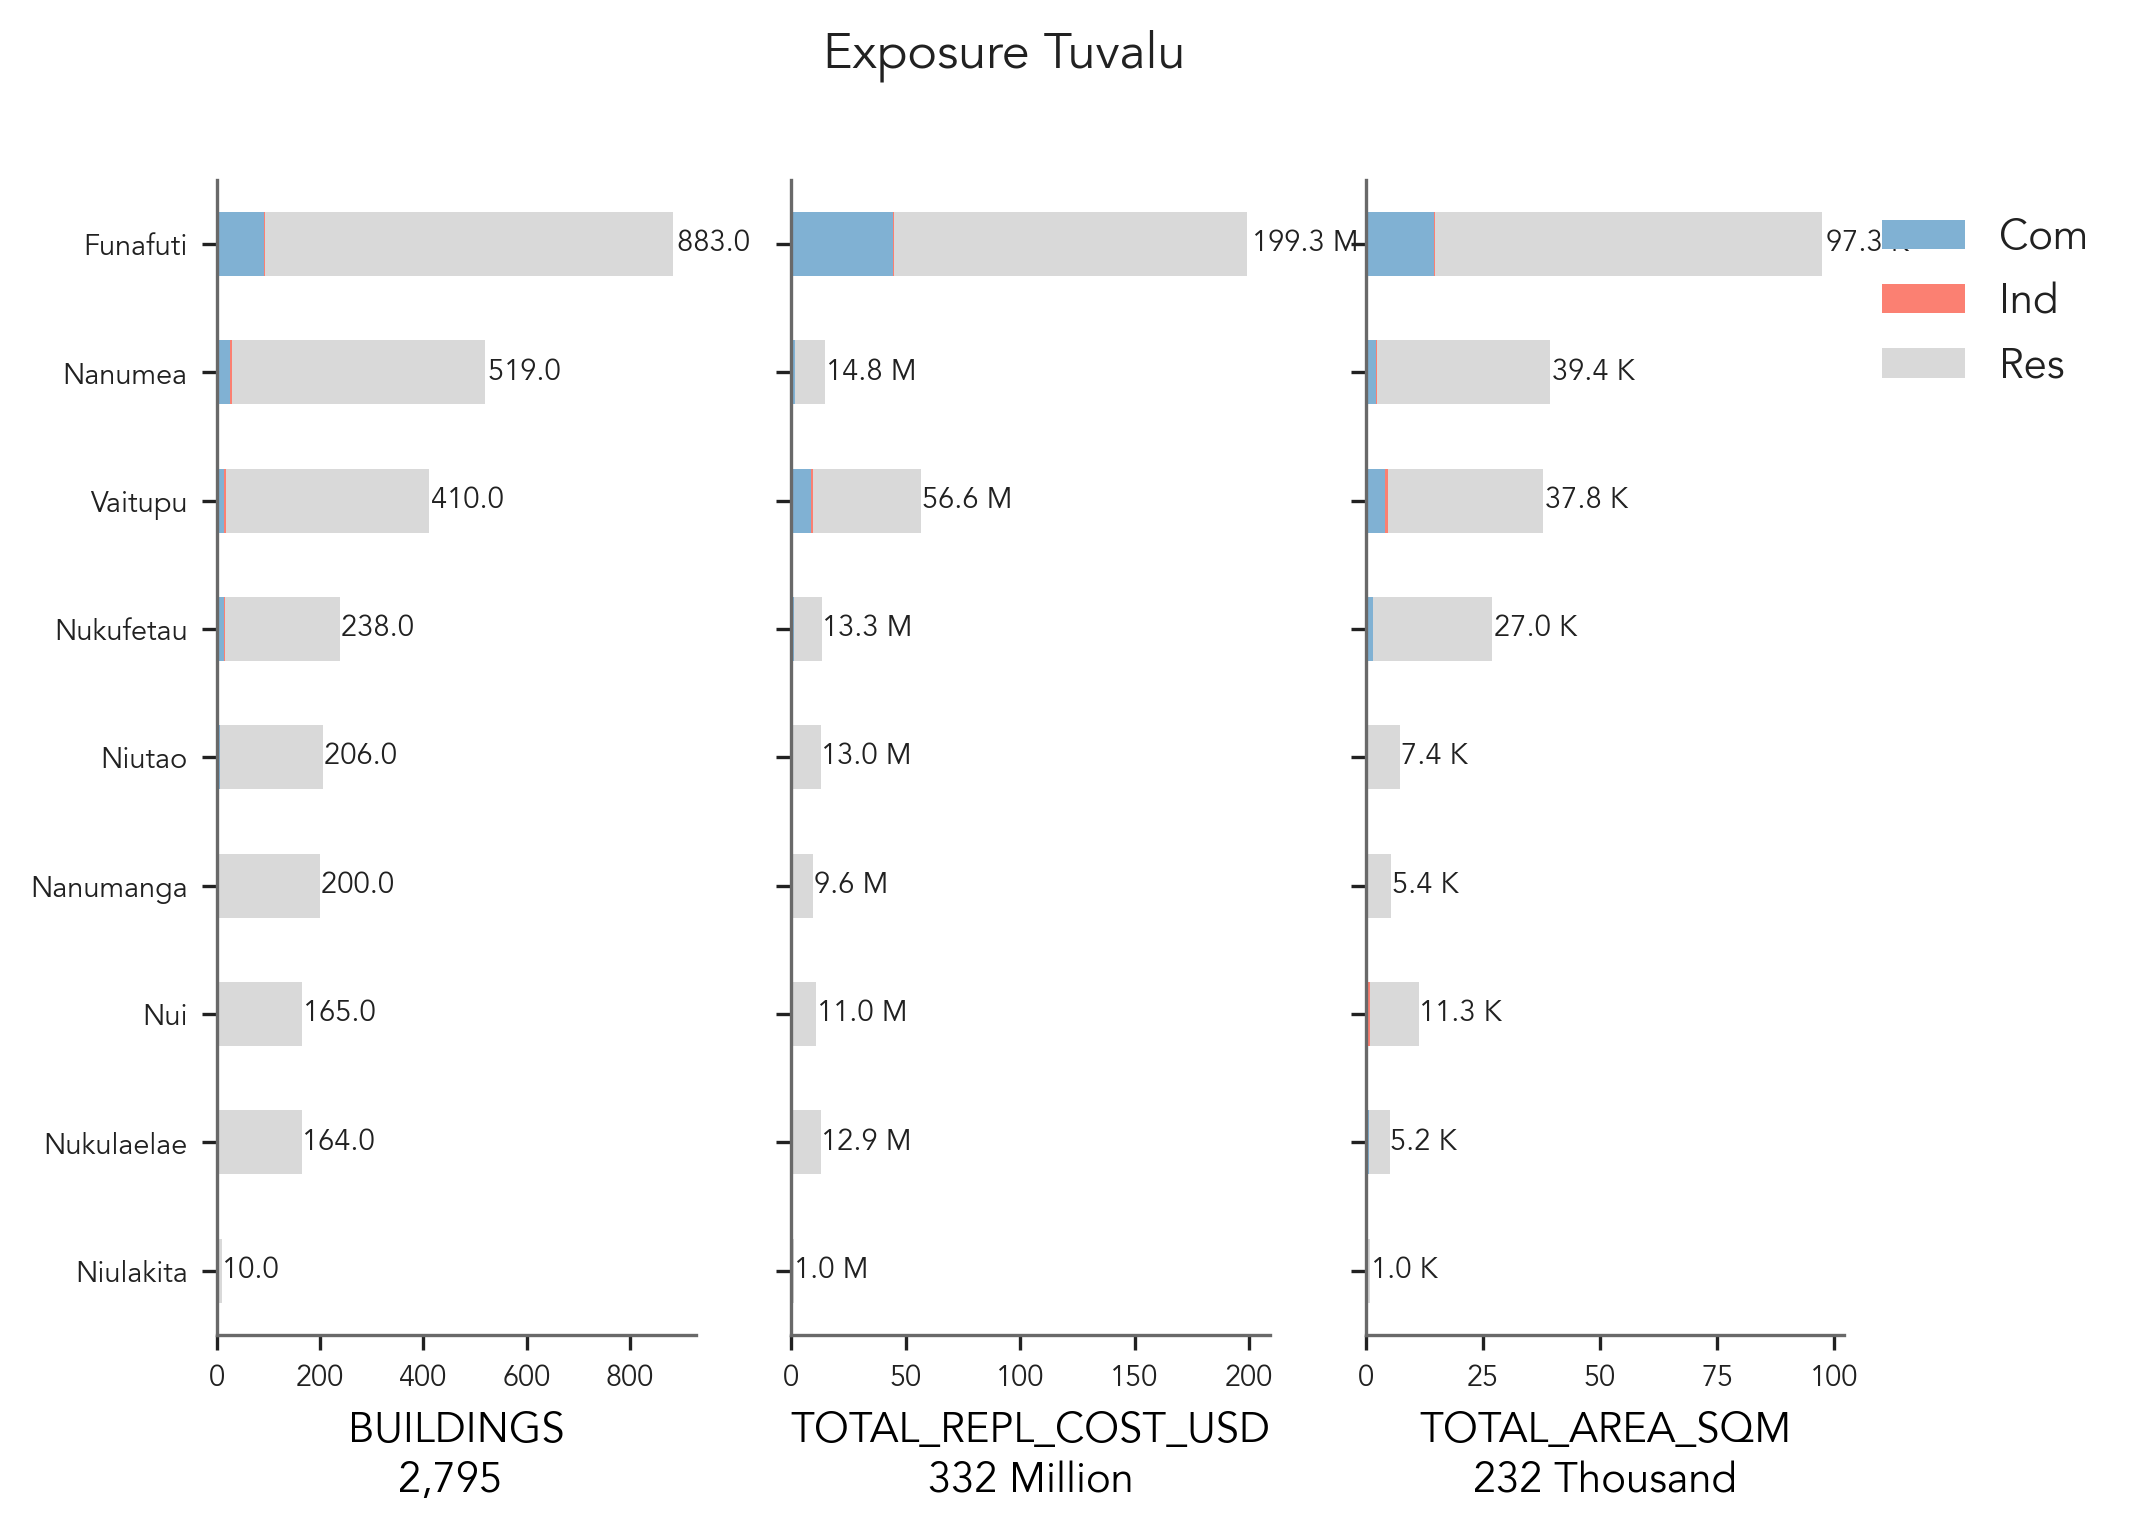 Exposure Tuvalu
Funafuti
883.0
199.3 M
97.3 K
Com
Ind
Res
Nanumea
519.0
14.8 M
39.4 K
Vaitupu
410.0
56.6 M
37.8 K
Nukufetau
238.0
13.3 M
27.0 K
Niutao
206.0
13.0 M
7.4 K
Nanumanga
200.0
9.6 M
5.4 K
Nui
165.0
11.0 M
11.3 K
Nukulaelae
164.0
12.9 M
5.2 K
Niulakita
10.0
1.0 M
1.0 K
0 200 400 600 800
0 50 100 150 200
0 25 50 75 100
BUILDINGS
2,795
TOTAL_REPL_COST_USD
332 Million
TOTAL_AREA_SQM
232 Thousand